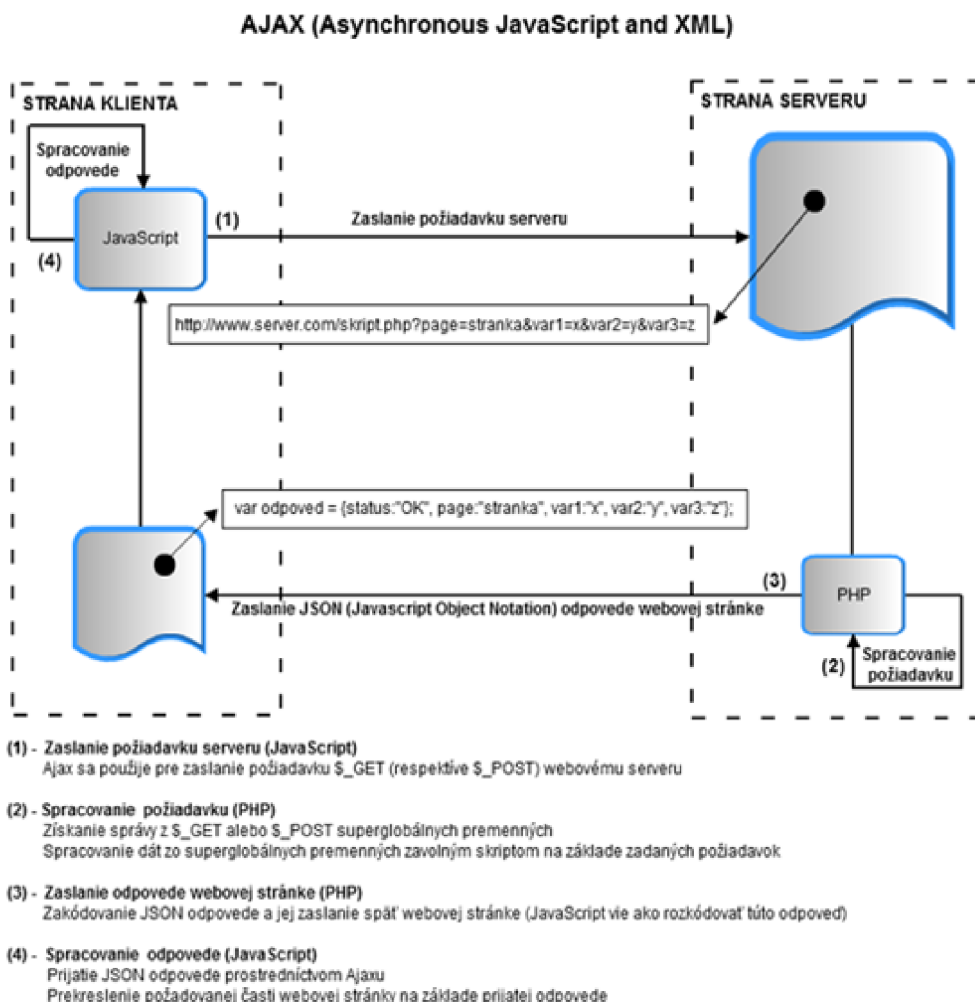 AJAX (Asynchronous JavaScript and XML)
STRANA KLIENTA
STRANA SERVERU
Spracovanie
odpovede
JavaScript
(1)
Zaslanie požiadavku serveru
(4)
http://www.server.com/skript.php?page=stranka&var1=x&var2=y&var3=z
var odpoved = {status:"OK", page:"stranka", var1:"x", var2:"y", var3:"z"};
(3)
PHP
Zaslanie JSON (Javascript Object Notation) odpovede webovej stránke
(2)
Spracovanie
požiadavku
(1) - Zaslanie požiadavku serveru (JavaScript)
Ajax sa použije pre zaslanie požiadavku $_GET (respektíve $_POST) webovému serveru
(2) - Spracovanie požiadavku (PHP)
Získanie správy z $_GET alebo $_POST superglobálnych premenných
Spracovanie dát zo superglobálnych premenných zavolným skriptom na základe zadaných požiadavok
(3) - Zaslanie odpovede webovej stránke (PHP)
Zakódovanie JSON odpovede a jej zaslanie späť webovej stránke (JavaScript vie ako rozkódovať túto odpoveď)
(4) - Spracovanie odpovede (JavaScript)
Prijatie JSON odpovede prostredníctvom Ajaxu
Prekreslenie požadovanej časti webovej stránky na základe prijatej odpovede